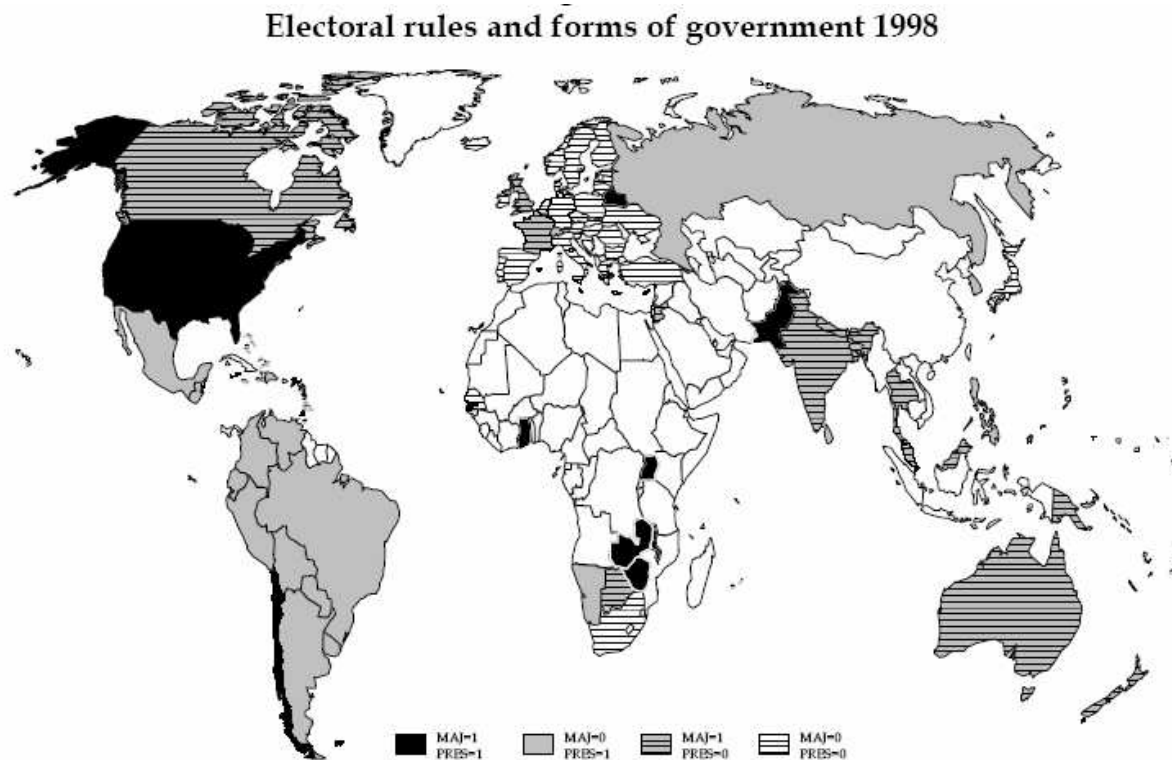 Electoral rules and forms of government 1998
MAJ=1
PRES=1
MAJ=0
PRES=1
MAJ=1
PRES=0
MAJ=0
PRES=0